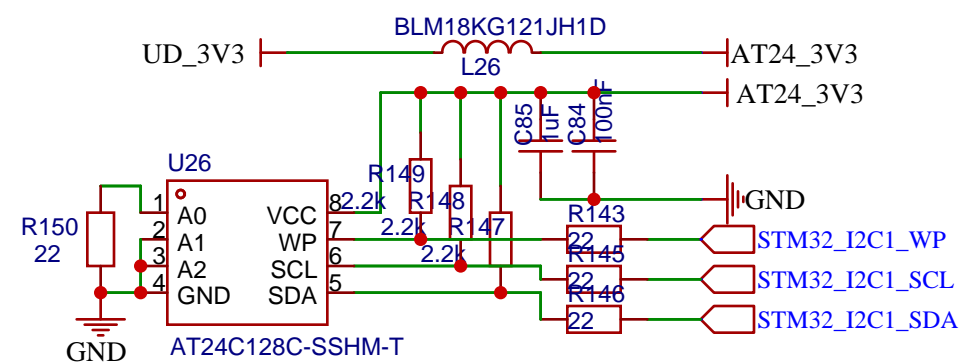 BLM18KG121JH1D
UD_3V3
AT24_3V3
L26
AT24_3V3
C85
1uF
C84
100nF
U26
R149
2.2k
R148
2.2k
R147
2.2k
GND
R150
22
1
A0
VCC
8
2
A1
WP
7
3
A2
SCL
6
4
GND
SDA
5
R143
22
STM32_I2C1_WP
R145
22
STM32_I2C1_SCL
R146
22
STM32_I2C1_SDA
GND
AT24C128C-SSHM-T